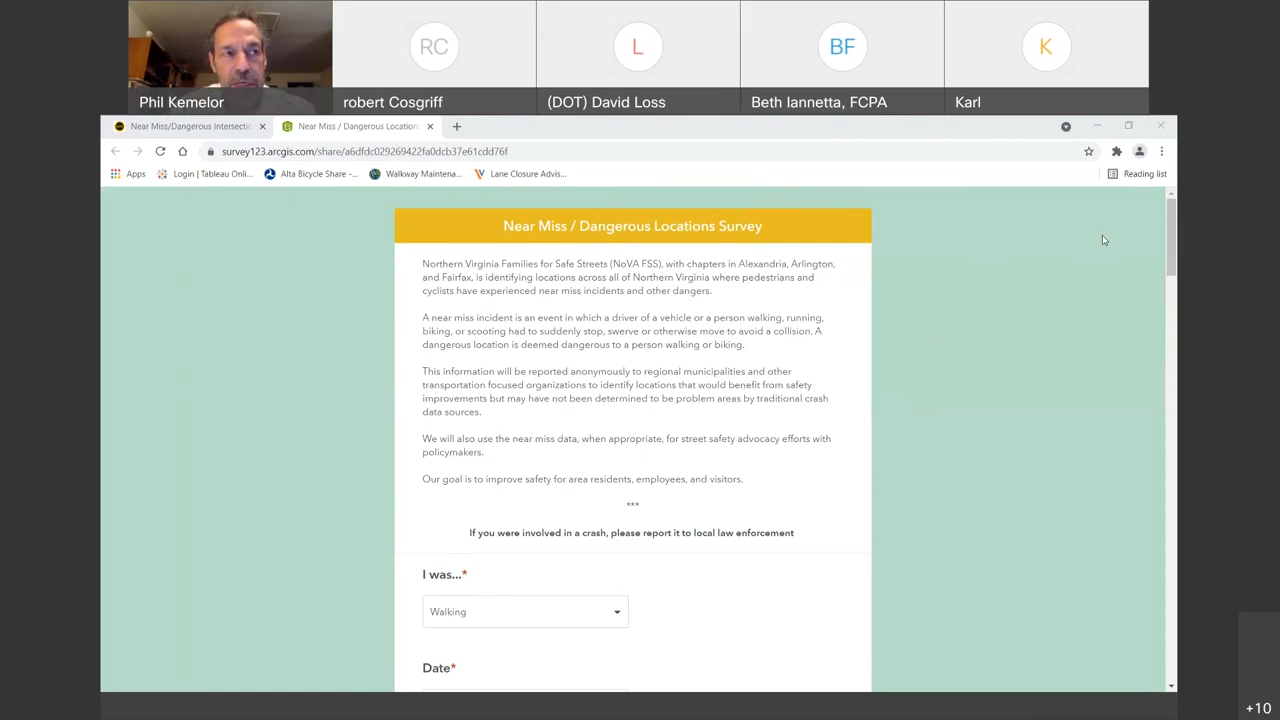 RC
L
BF
K
Phil Kemelor
robert Cosgriff
(DOT) David Loss
Beth Iannetta, FCPA
Karl
Near Miss/Dangerous Intersectio
Near Miss / Dangerous Locations
survey123.arcgis.com/share/a6dfdc029269422fa0dcb37e61cdd76f
Apps
Login | Tableau Onli...
Alta Bicycle Share -...
Walkway Maintena...
Lane Closure Advis...
Reading list
Near Miss / Dangerous Locations Survey
Northern Virginia Families for Safe Streets (NoVA FSS), with chapters in Alexandria, Arlington,
and Fairfax, is identifying locations across all of Northern Virginia where pedestrians and
cyclists have experienced near miss incidents and other dangers.
A near miss incident is an event in which a driver of a vehicle or a person walking, running,
biking, or scooting had to suddenly stop, swerve or otherwise move to avoid a collision. A
dangerous location is deemed dangerous to a person walking or biking.
This information will be reported anonymously to regional municipalities and other
transportation focused organizations to identify locations that would benefit from safety
improvements but may have not been determined to be problem areas by traditional crash
data sources.
We will also use the near miss data, when appropriate, for street safety advocacy efforts with
policymakers.
Our goal is to improve safety for area residents, employees, and visitors.
***
If you were involved in a crash, please report it to local law enforcement
I was...*
Walking
Date*
+10